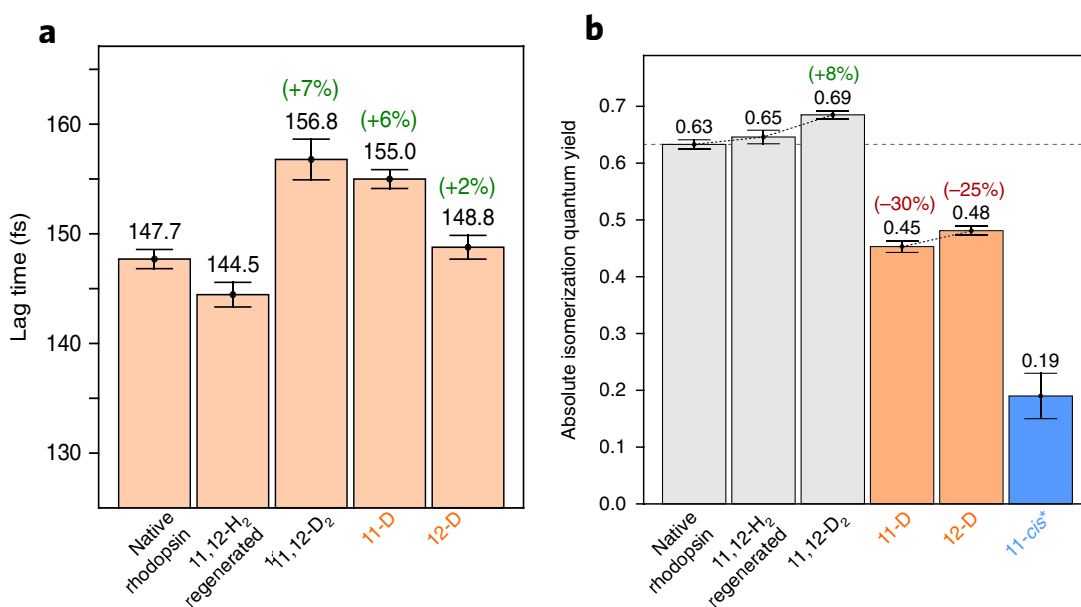 a
Lag time (fs)
160
150
140
130
147.7
144.5
(+7%)
156.8
(+6%)
155.0
(+2%)
148.8
Native
rhodopsin
11,12-H2
regenerated
11,12-D2
11-D
12-D
b
Absolute isomerization quantum yield
0.7
0.6
0.5
0.4
0.3
0.2
0.1
0.0
0.63
0.65
(+8%)
0.69
(–30%)
0.45
(–25%)
0.48
0.19
Native
rhodopsin
11,12-H2
regenerated
11,12-D2
11-D
12-D
11-cis*